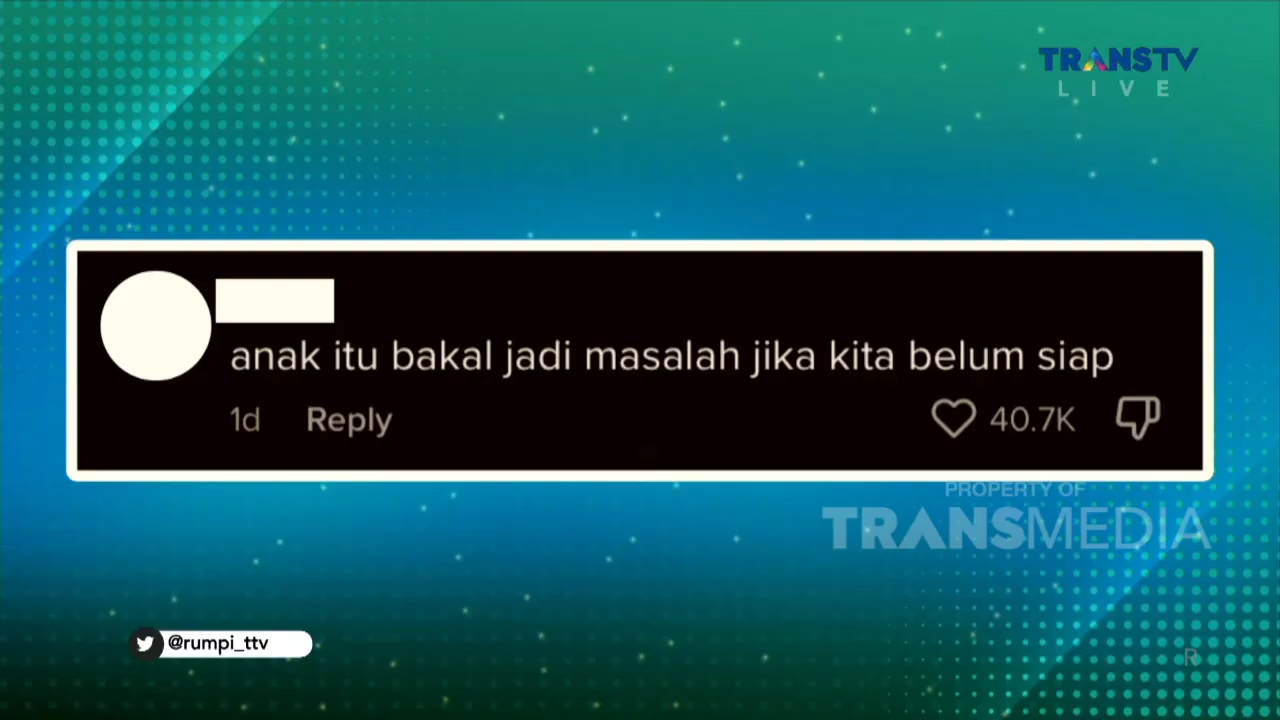 TRANSTV
LIVE
anak itu bakal jadi masalah jika kita belum siap
1d Reply 40.7K
PROPERTY OF
TRANSMEDIA
@rumpi_ttv
R